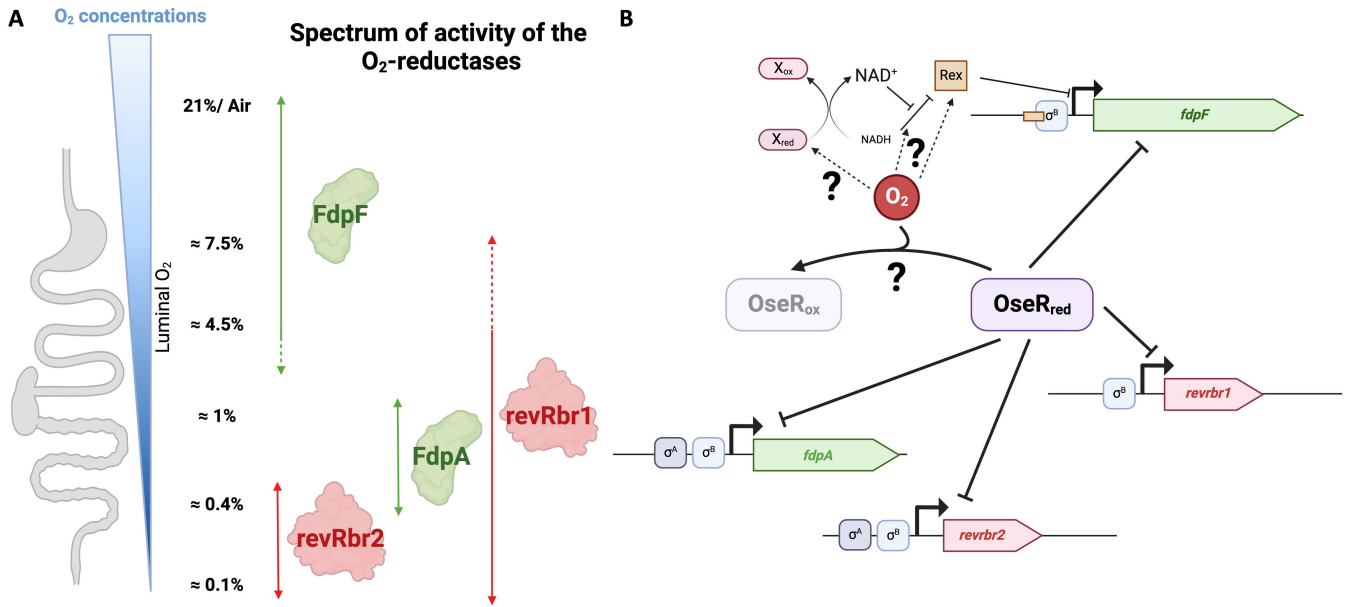 A
O₂ concentrations
Spectrum of activity of the
O₂-reductases
21%/ Air
≈ 7.5%
≈ 4.5%
≈ 1%
≈ 0.4%
≈ 0.1%
Luminal O₂
FdpF
revRbr1
FdpA
revRbr2
B
Xox
NAD⁺
Rex
Xred
NADH
?
?
O₂
σᴮ
fdpF
?
OseRox
OseRred
σᴮ
revrbr1
σᴬ
σᴮ
fdpA
σᴬ
σᴮ
revrbr2